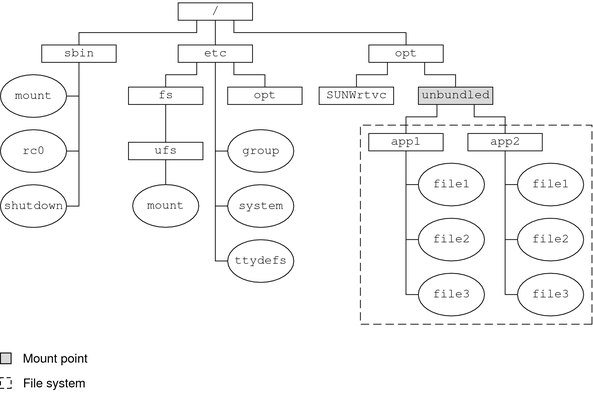 /
sbin etc opt
mount fs opt SUNWrtvc unbundled
app1 app2
rc0 ufs group
file1 file1
shutdown mount system
file2 file2
ttydefs
file3 file3
Mount point
File system